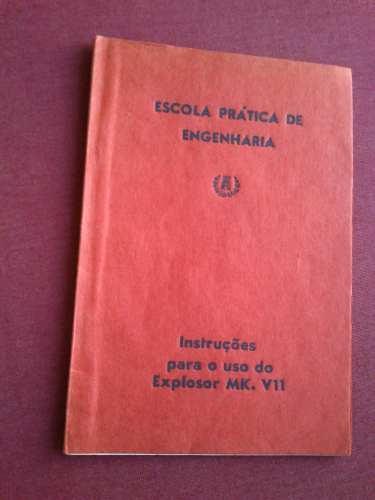 ESCOLA PRÁTICA DE
ENGENHARIA
Instruções
para o uso do
Explosor MK. V11